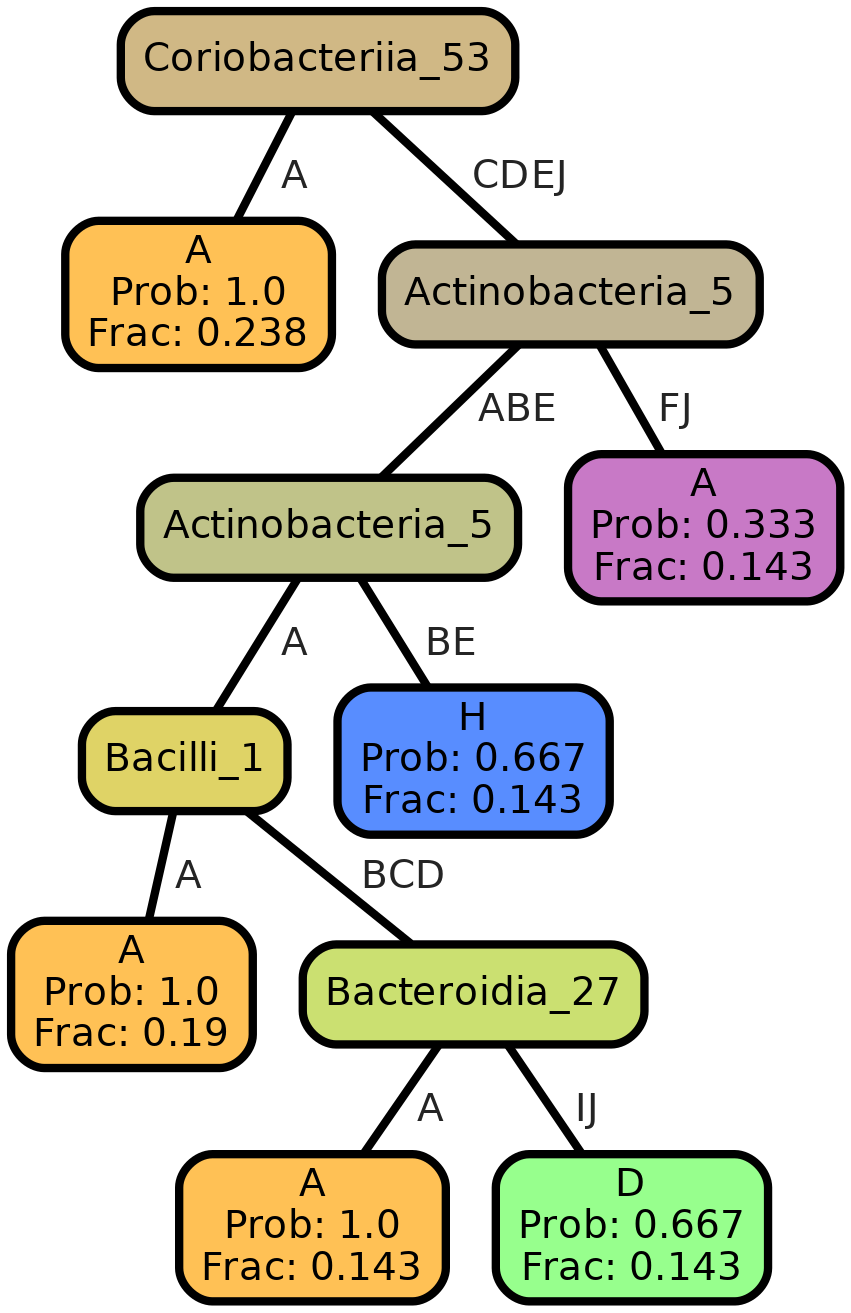 Coriobacteriia_53
A
CDEJ
A
Prob: 1.0
Frac: 0.238
Actinobacteria_5
ABE
FJ
Actinobacteria_5
A
Prob: 0.333
Frac: 0.143
A
BE
Bacilli_1
H
Prob: 0.667
Frac: 0.143
A
BCD
A
Prob: 1.0
Frac: 0.19
Bacteroidia_27
A
IJ
A
Prob: 1.0
Frac: 0.143
D
Prob: 0.667
Frac: 0.143